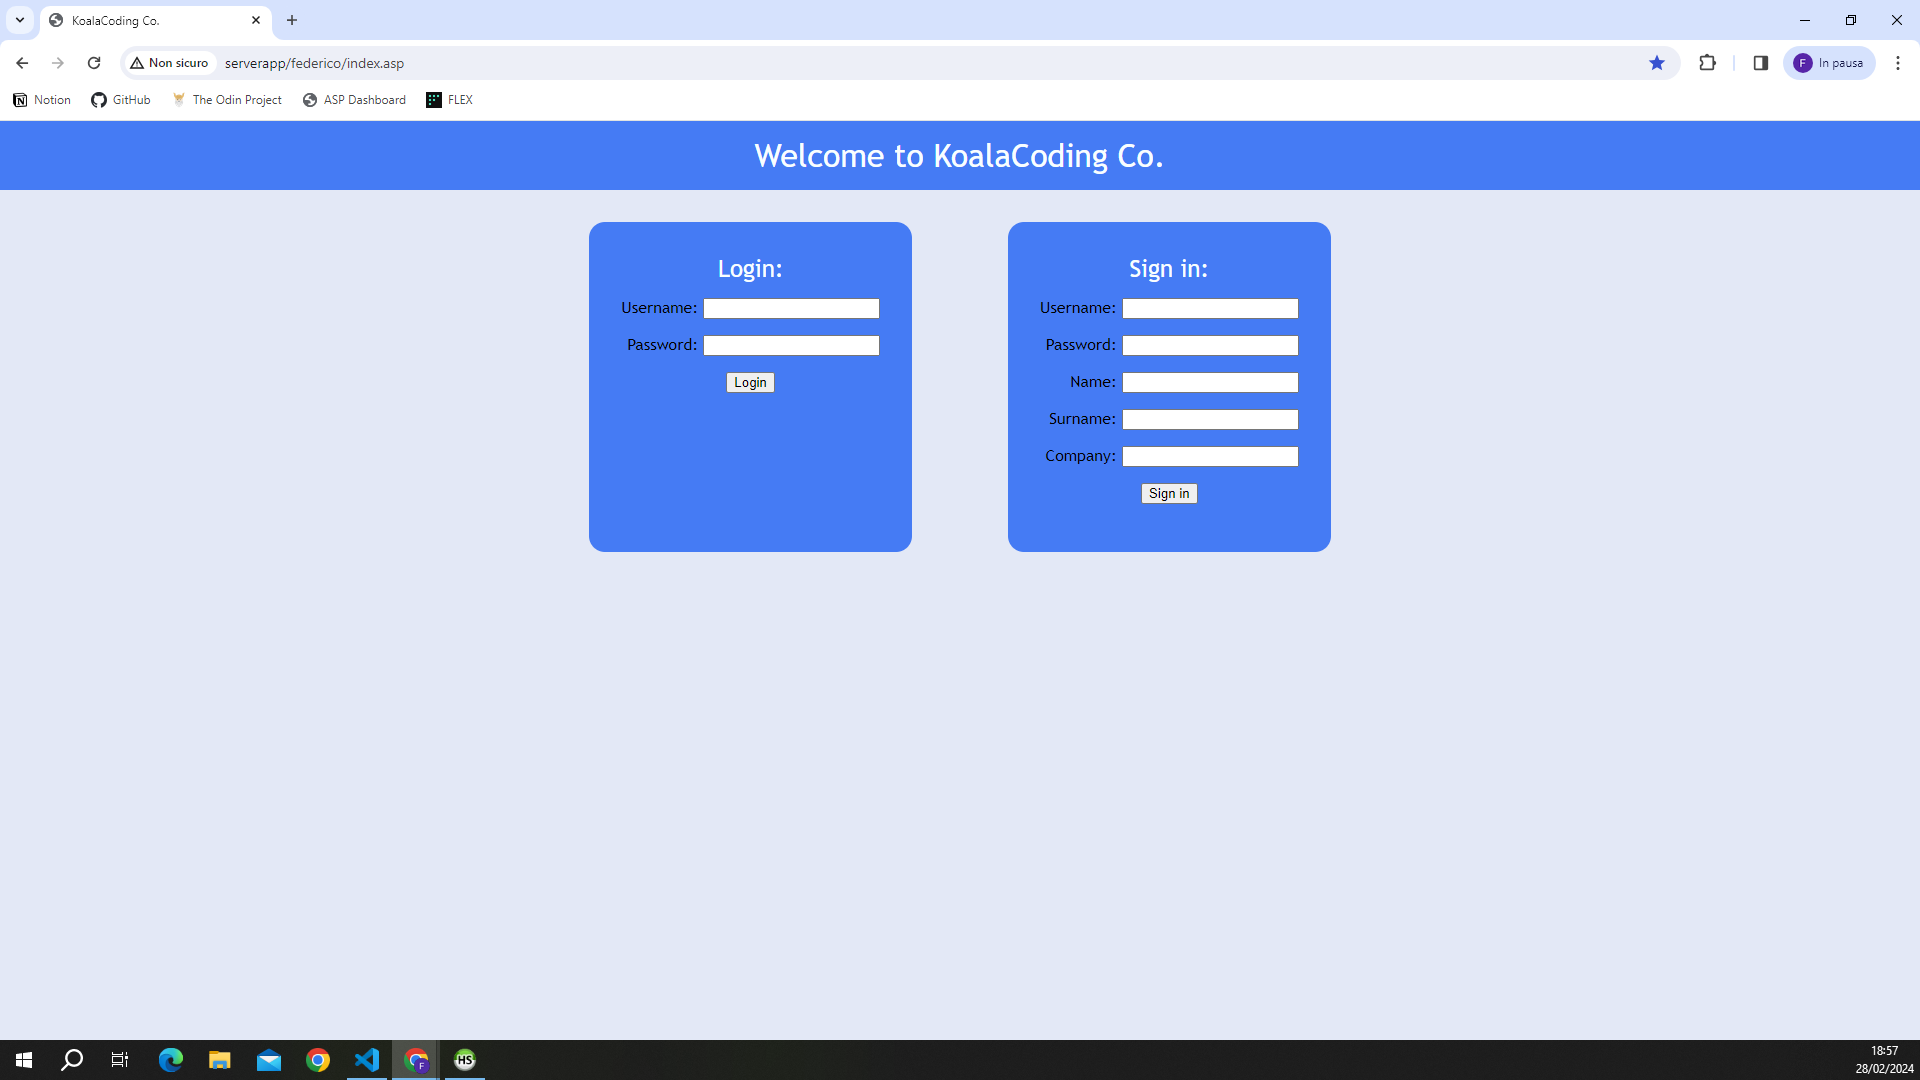 KoalaCoding Co.
Non sicuro
serverapp/federico/index.asp
F
In pausa
Notion
GitHub
The Odin Project
ASP Dashboard
FLEX
Welcome to KoalaCoding Co.
Login:
Username:
Password:
Login
Sign in:
Username:
Password:
Name:
Surname:
Company:
Sign in
F
HS
18:57
28/02/2024